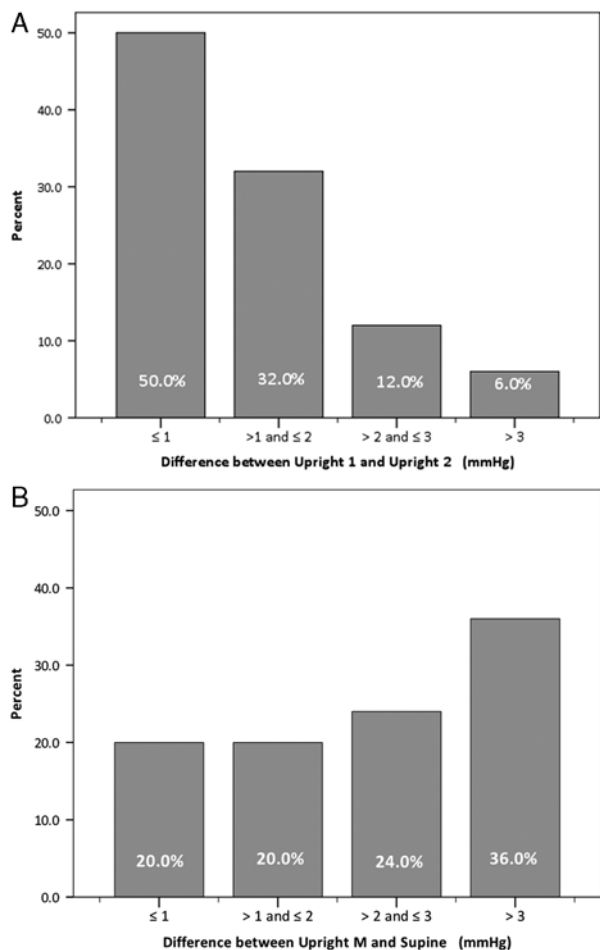 A
50.0
40.0
30.0
20.0
10.0
0.0
Percent
50.0%
32.0%
12.0%
6.0%
≤ 1
>1 and ≤ 2
> 2 and ≤ 3
> 3
Difference between Upright 1 and Upright 2 (mmHg)
B
50.0
40.0
30.0
20.0
10.0
0.0
Percent
20.0%
20.0%
24.0%
36.0%
≤ 1
> 1 and ≤ 2
> 2 and ≤ 3
> 3
Difference between Upright M and Supine (mmHg)